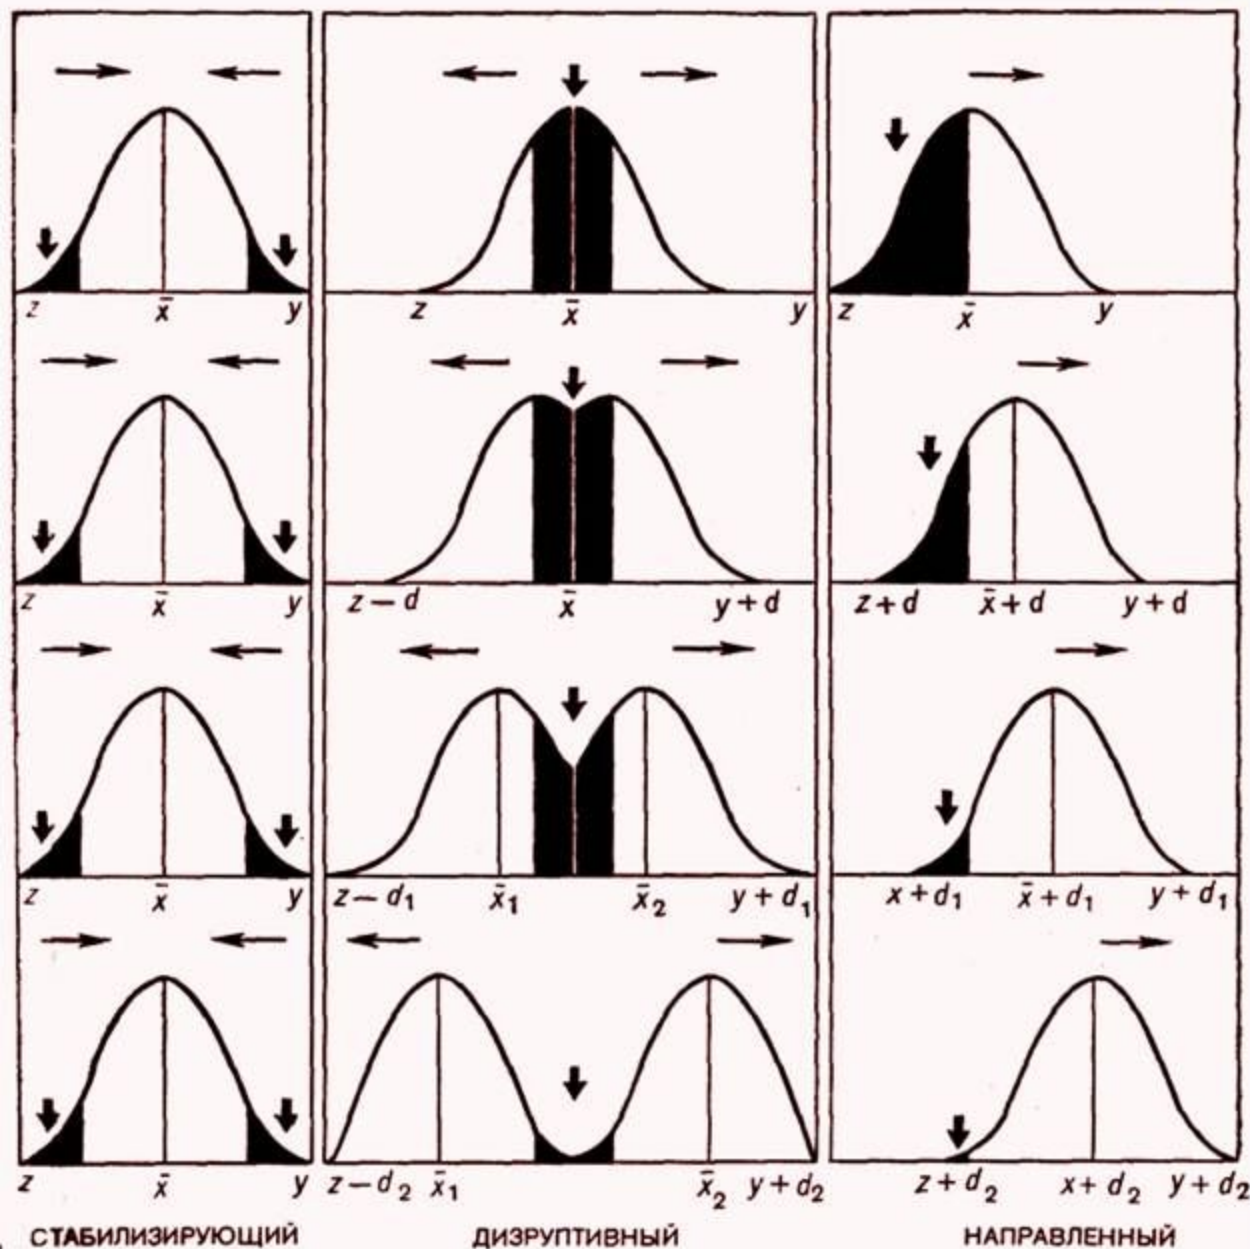 z x̄ y z x̄ y z x̄ y
z x̄ y z−d x̄ y+d z+d x̄+d y+d
z x̄ y z−d₁ x̄₁ x̄₂ y+d₁ x+d₁ x̄+d₁ y+d₁
z x̄ y z−d₂ x̄₁ x̄₂ y+d₂ z+d₂ x+d₂ y+d₂
СТАБИЛИЗИРУЮЩИЙ ДИЗРУПТИВНЫЙ НАПРАВЛЕННЫЙ